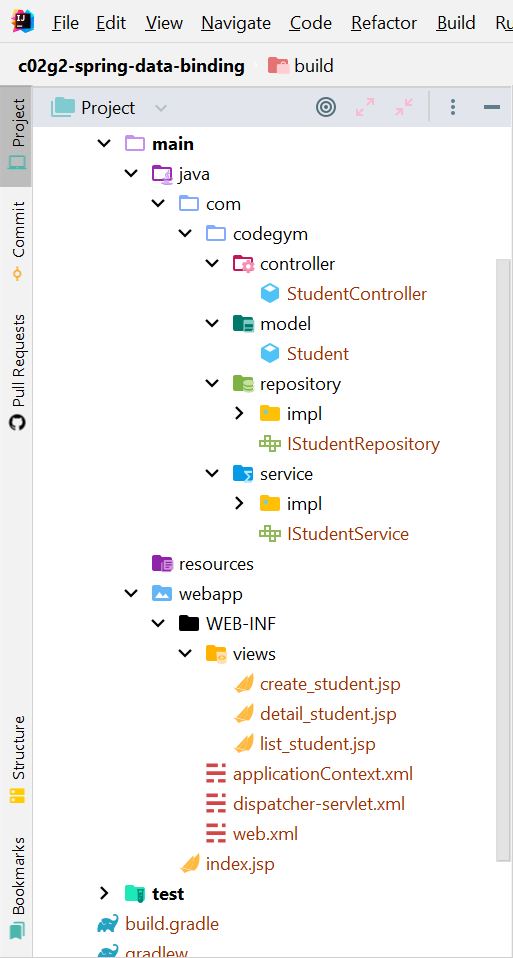 File Edit View Navigate Code Refactor Build
c02g2-spring-data-binding build
Project
Project
Commit
Pull Requests
Structure
Bookmarks
main
java
com
codegym
controller
StudentController
model
Student
repository
impl
IStudentRepository
service
impl
IStudentService
resources
webapp
WEB-INF
views
create_student.jsp
detail_student.jsp
list_student.jsp
applicationContext.xml
dispatcher-servlet.xml
web.xml
index.jsp
test
build.gradle
gradlew